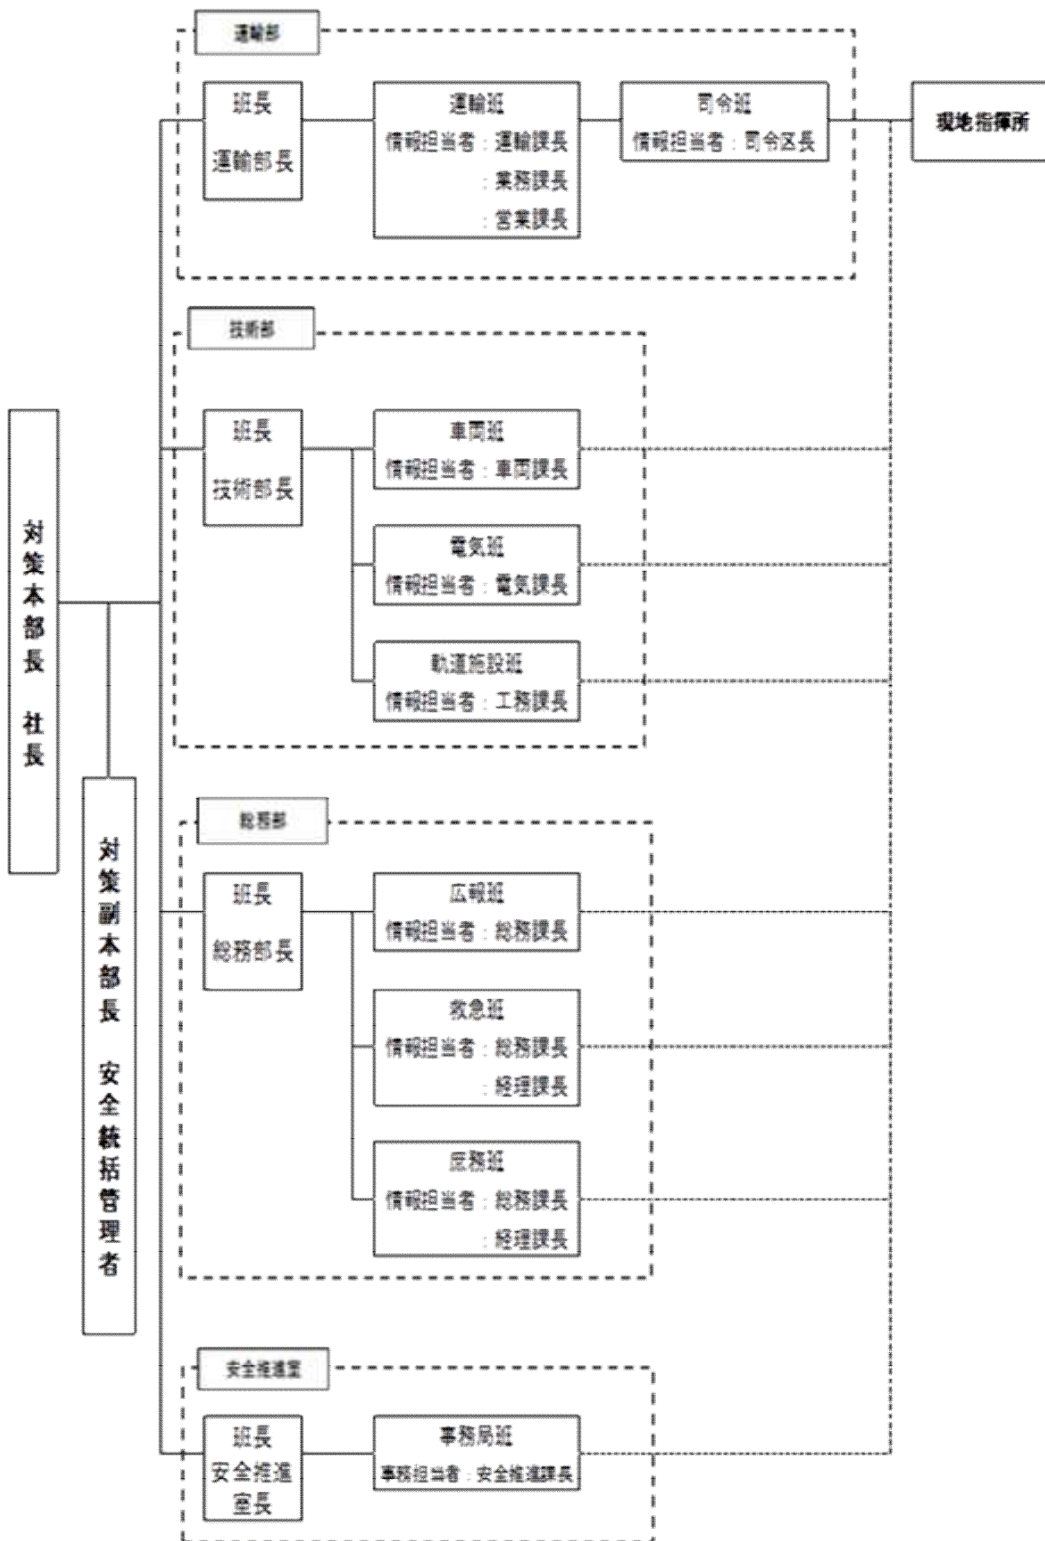 運輸部
班長
運輸部長
運輸班
情報担当者：運輸課長
：業務課長
：営業課長
司令班
情報担当者：司令区長
現地指揮所
技術部
班長
技術部長
車両班
情報担当者：車両課長
電気班
情報担当者：電気課長
軌道施設班
情報担当者：工務課長
対策本部長　社長
対策副本部長　安全統括管理者
総務部
班長
総務部長
広報班
情報担当者：総務課長
救急班
情報担当者：総務課長
：経理課長
庶務班
情報担当者：総務課長
：経理課長
安全推進室
班長
安全推進
室長
事務局班
事務担当者：安全推進課長